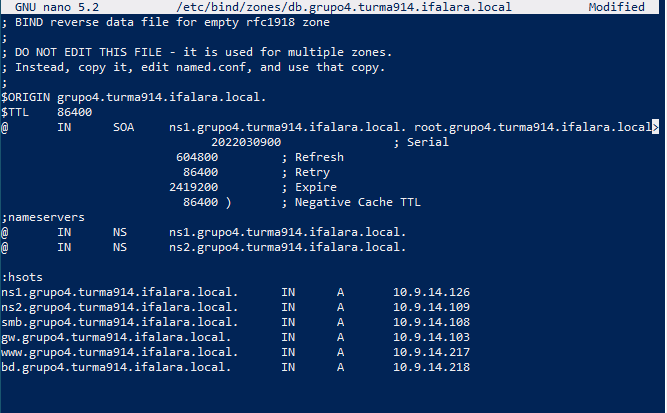 GNU nano 5.2 /etc/bind/zones/db.grupo4.turma914.ifalara.local Modified
; BIND reverse data file for empty rfc1918 zone
;
; DO NOT EDIT THIS FILE - it is used for multiple zones.
; Instead, copy it, edit named.conf, and use that copy.
;
$ORIGIN grupo4.turma914.ifalara.local.
$TTL 86400
@ IN SOA ns1.grupo4.turma914.ifalara.local. root.grupo4.turma914.ifalara.local>
2022030900 ; Serial
604800 ; Refresh
86400 ; Retry
2419200 ; Expire
86400 ) ; Negative Cache TTL
;nameservers
@ IN NS ns1.grupo4.turma914.ifalara.local.
@ IN NS ns2.grupo4.turma914.ifalara.local.
:hsots
ns1.grupo4.turma914.ifalara.local. IN A 10.9.14.126
ns2.grupo4.turma914.ifalara.local. IN A 10.9.14.109
smb.grupo4.turma914.ifalara.local. IN A 10.9.14.108
gw.grupo4.turma914.ifalara.local. IN A 10.9.14.103
www.grupo4.turma914.ifalara.local. IN A 10.9.14.217
bd.grupo4.turma914.ifalara.local. IN A 10.9.14.218